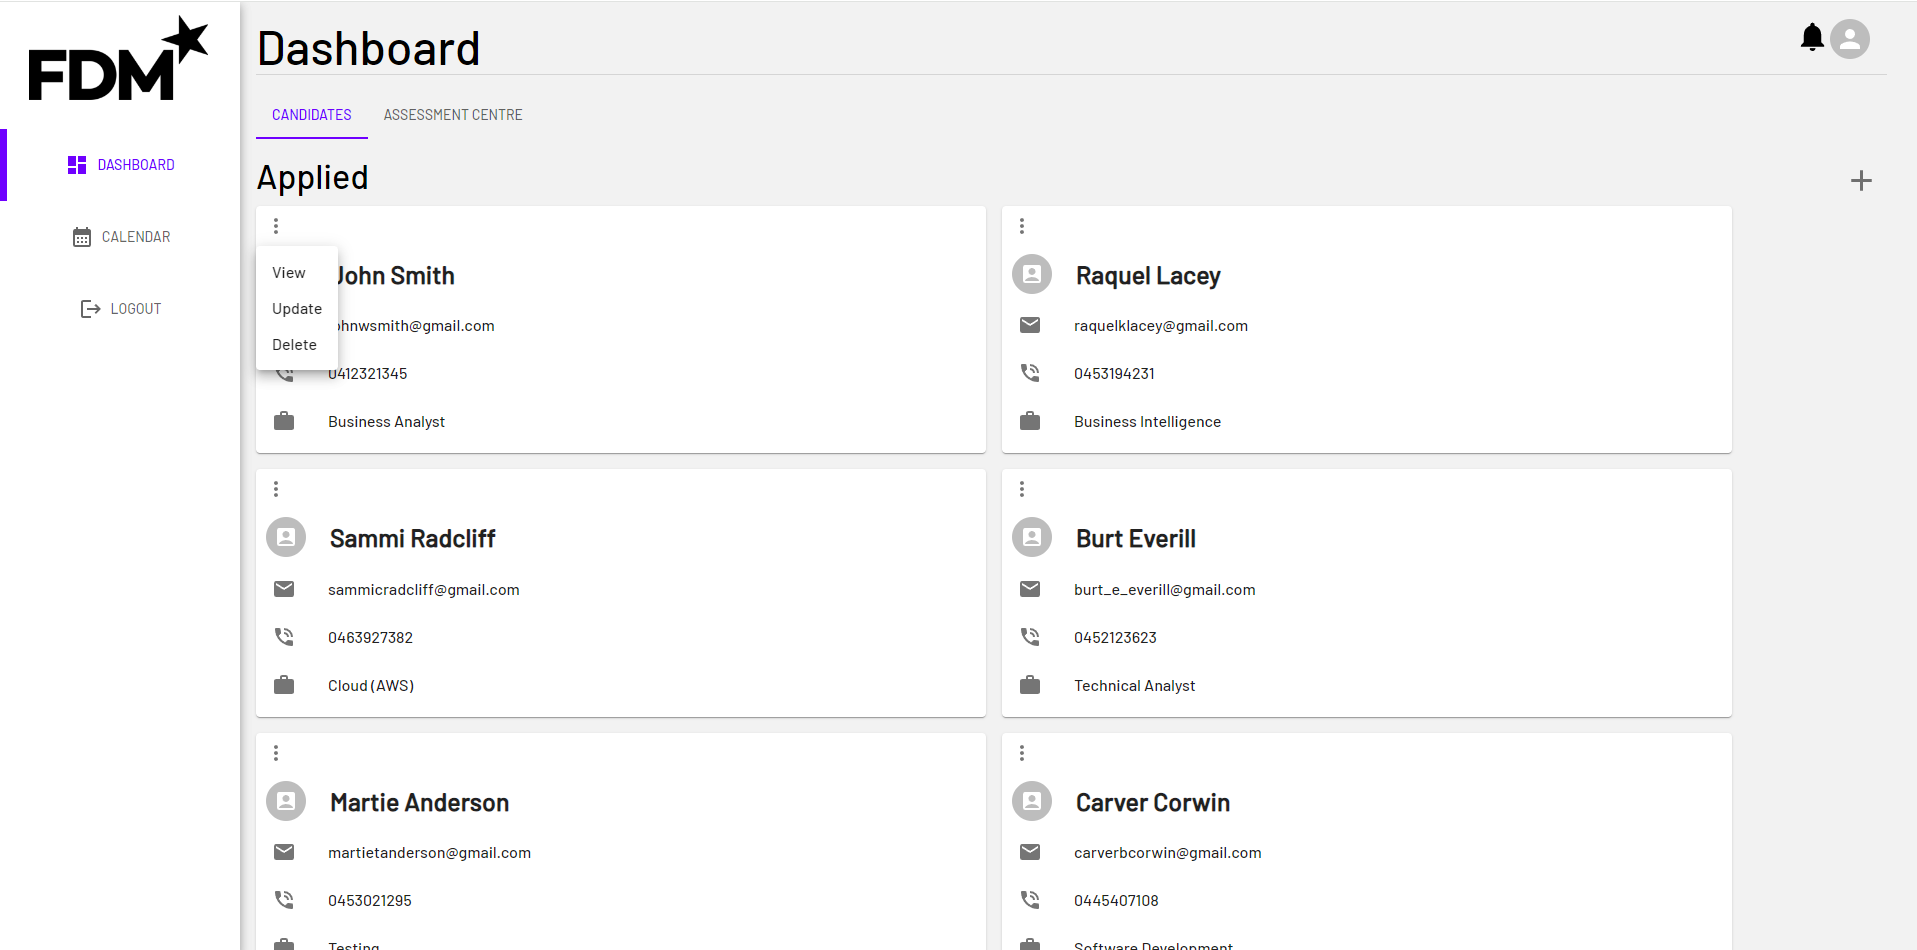 FDM
Dashboard
CANDIDATES
ASSESSMENT CENTRE
DASHBOARD
CALENDAR
LOGOUT
Applied
View
Update
Delete
John Smith
ohnwsmith@gmail.com
0412321345
Business Analyst
Raquel Lacey
raquelklacey@gmail.com
0453194231
Business Intelligence
Sammi Radcliff
sammicradcliff@gmail.com
0463927382
Cloud (AWS)
Burt Everill
burt_e_everill@gmail.com
0452123623
Technical Analyst
Martie Anderson
martietanderson@gmail.com
0453021295
Testing
Carver Corwin
carverbcorwin@gmail.com
0445407108
Software Development